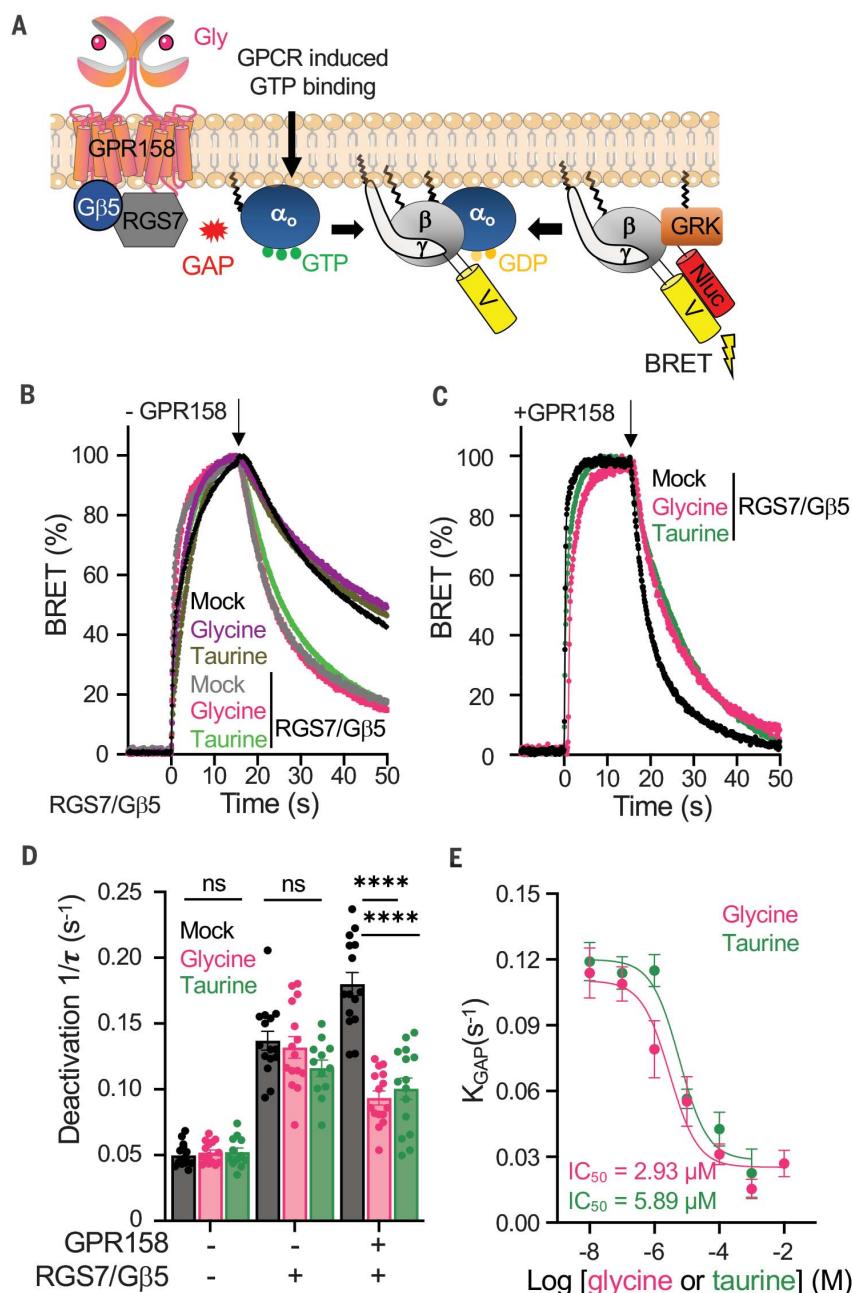 A
Gly
GPCR induced
GTP binding
GPR158
Gβ5
RGS7
GAP
αo
GTP
β
γ
αo
GDP
V
β
γ
GRK
Nluc
V
BRET
B
- GPR158
BRET (%)
100
80
60
40
20
0
Mock
Glycine
Taurine
Mock
Glycine
Taurine
RGS7/Gβ5
0 10 20 30 40 50
RGS7/Gβ5
Time (s)
C
+GPR158
BRET (%)
100
80
60
40
20
0
Mock
Glycine
Taurine
RGS7/Gβ5
0 10 20 30 40 50
Time (s)
D
Deactivation 1/τ (s-1)
0.25
0.20
0.15
0.10
0.05
0
ns
ns
****
****
Mock
Glycine
Taurine
GPR158 - - +
RGS7/Gβ5 - + +
E
KGAP(s-1)
0.15
0.12
0.09
0.06
0.03
0.00
Glycine
Taurine
IC50 = 2.93 μM
IC50 = 5.89 μM
-8 -6 -4 -2
Log [glycine or taurine] (M)